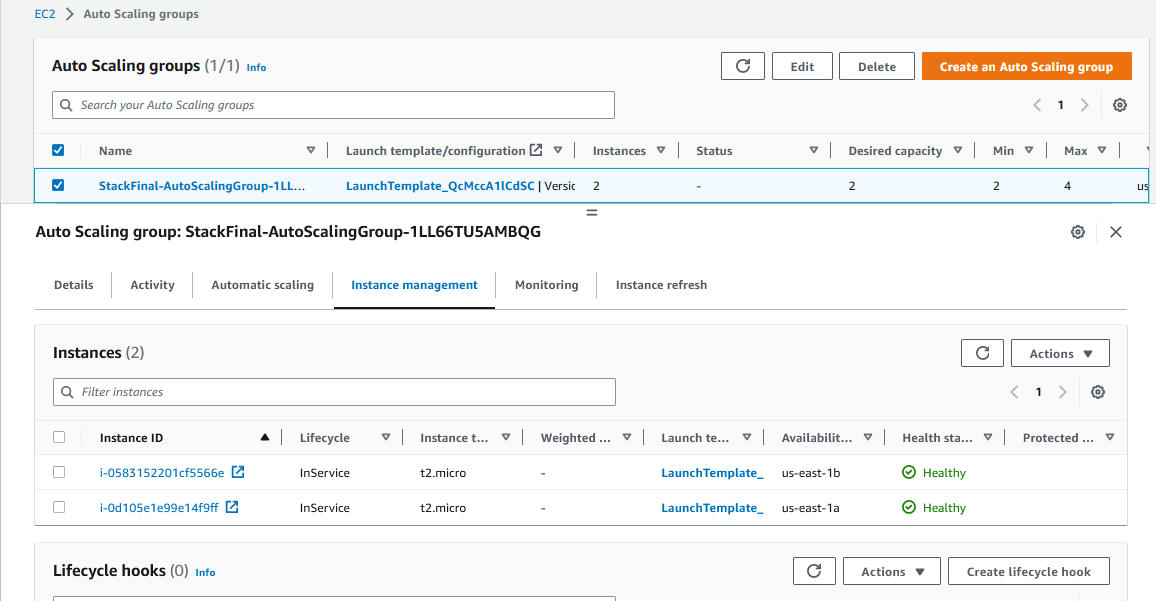 EC2 > Auto Scaling groups
Auto Scaling groups (1/1) Info Edit Delete Create an Auto Scaling group
Search your Auto Scaling groups 1
Name Launch template/configuration Instances Status Desired capacity Min Max
StackFinal-AutoScalingGroup-1LL... LaunchTemplate_QcMccA1lCdSC | Versic 2 - 2 2 4 us
Auto Scaling group: StackFinal-AutoScalingGroup-1LL66TU5AMBQG
Details Activity Automatic scaling Instance management Monitoring Instance refresh
Instances (2) Actions
Filter instances 1
Instance ID Lifecycle Instance t... Weighted ... Launch te... Availabilit... Health sta... Protected ...
i-0583152201cf5566e InService t2.micro - LaunchTemplate_ us-east-1b Healthy
i-0d105e1e99e14f9ff InService t2.micro - LaunchTemplate_ us-east-1a Healthy
Lifecycle hooks (0) Info Actions Create lifecycle hook